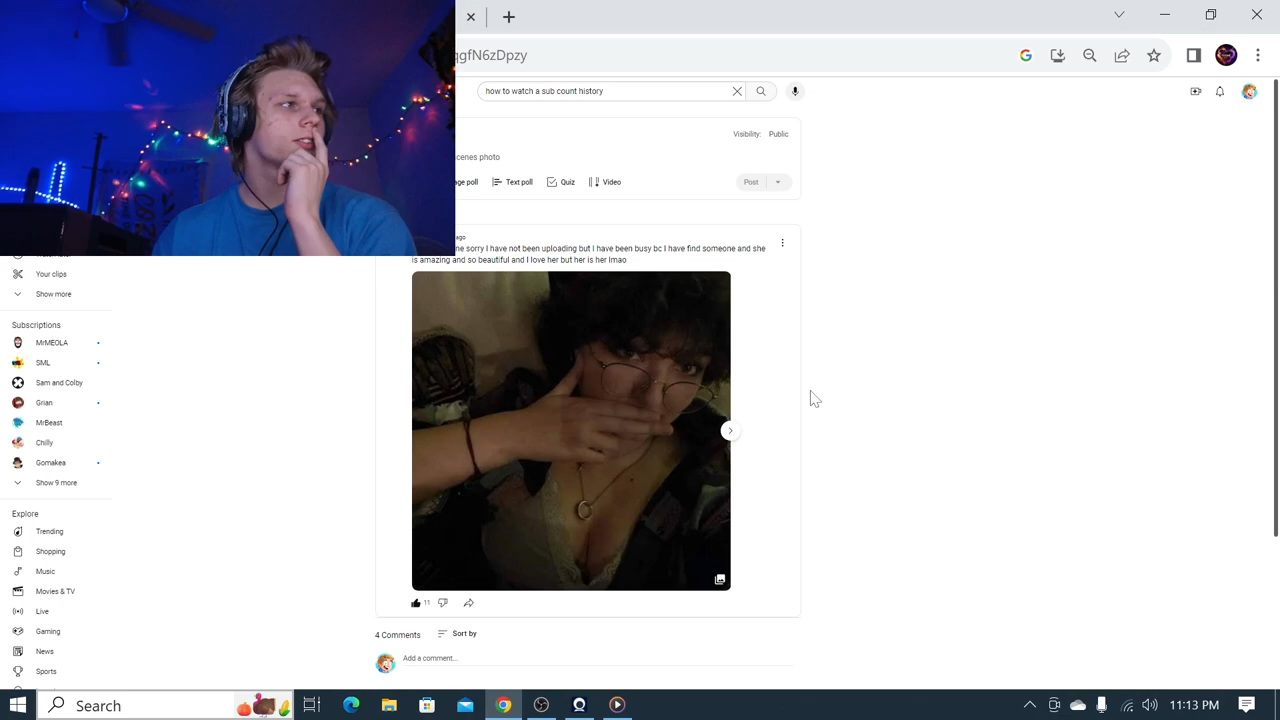 qgfN6zDpzy
how to watch a sub count history
Visibility: Public
cenes photo
ge poll
Text poll
Quiz
Video
Post
ago
ne sorry I have not been uploading but I have been busy bc I have find someone and she
is amazing and so beautiful and I love her but her is her lmao
Your clips
Show more
Subscriptions
MrMEOLA
SML
Sam and Colby
Grian
MrBeast
Chilly
Gomakea
Show 9 more
Explore
Trending
Shopping
Music
Movies & TV
Live
Gaming
News
Sports
11
4 Comments
Sort by
Add a comment...
Search
11:13 PM